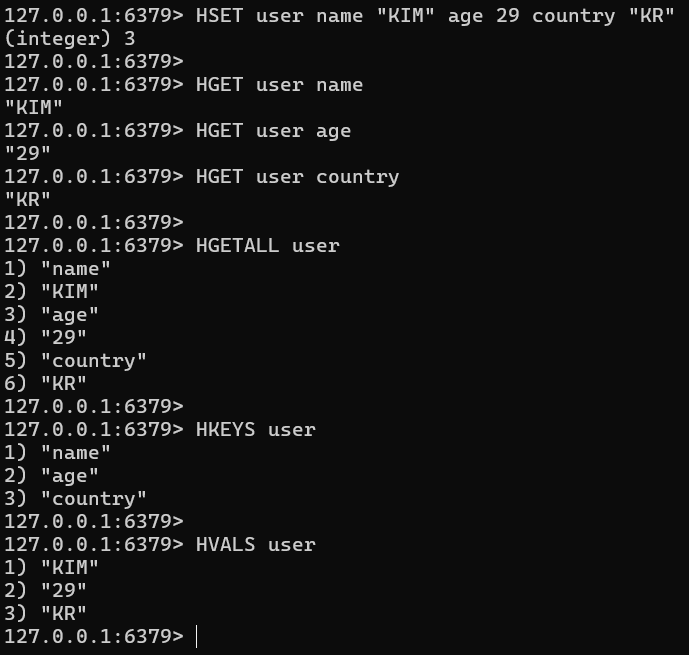 127.0.0.1:6379> HSET user name "KIM" age 29 country "KR"
(integer) 3
127.0.0.1:6379>
127.0.0.1:6379> HGET user name
"KIM"
127.0.0.1:6379> HGET user age
"29"
127.0.0.1:6379> HGET user country
"KR"
127.0.0.1:6379>
127.0.0.1:6379> HGETALL user
1) "name"
2) "KIM"
3) "age"
4) "29"
5) "country"
6) "KR"
127.0.0.1:6379>
127.0.0.1:6379> HKEYS user
1) "name"
2) "age"
3) "country"
127.0.0.1:6379>
127.0.0.1:6379> HVALS user
1) "KIM"
2) "29"
3) "KR"
127.0.0.1:6379>